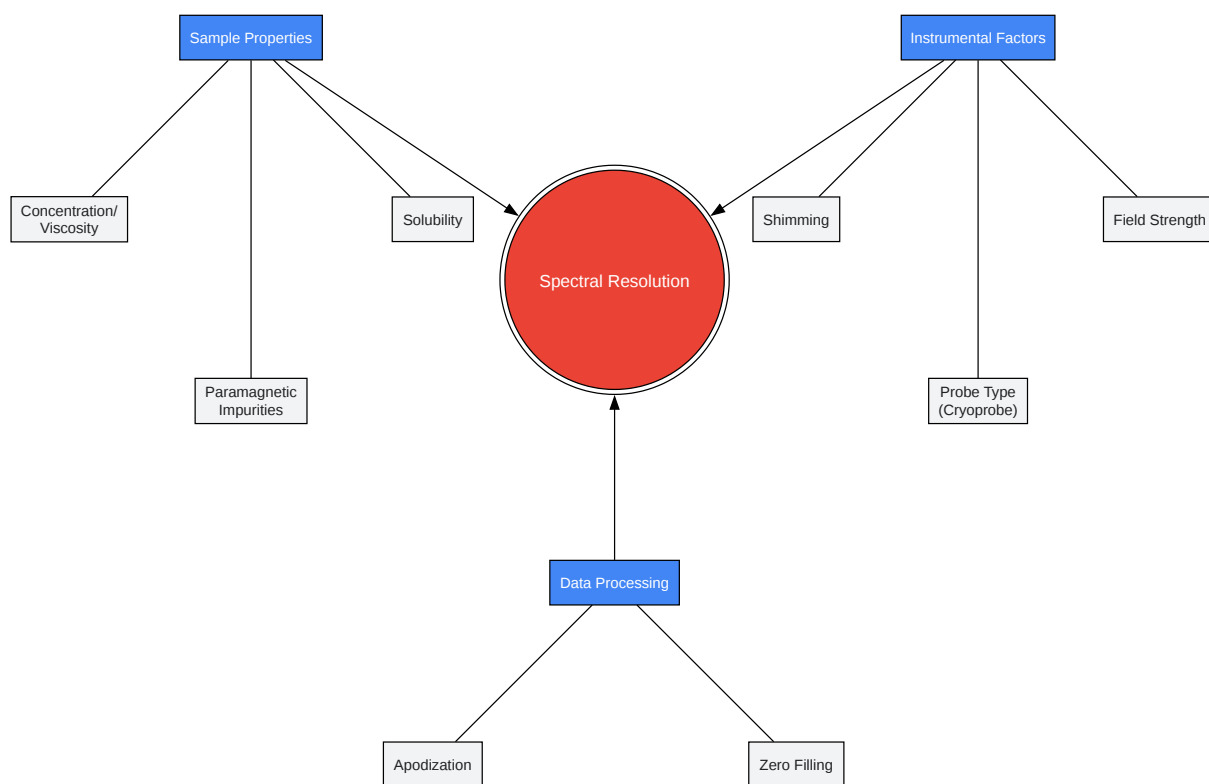 Sample Properties
Instrumental Factors
Concentration/
Viscosity
Solubility
Shimming
Field Strength
Spectral Resolution
Paramagnetic
Impurities
Probe Type
(Cryoprobe)
Data Processing
Apodization
Zero Filling